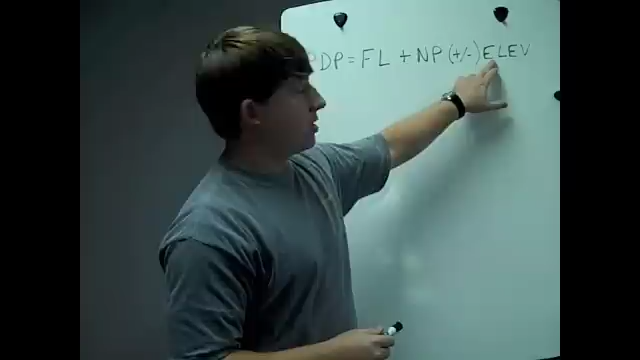 PDP = FL + NP (+/-) ELEV